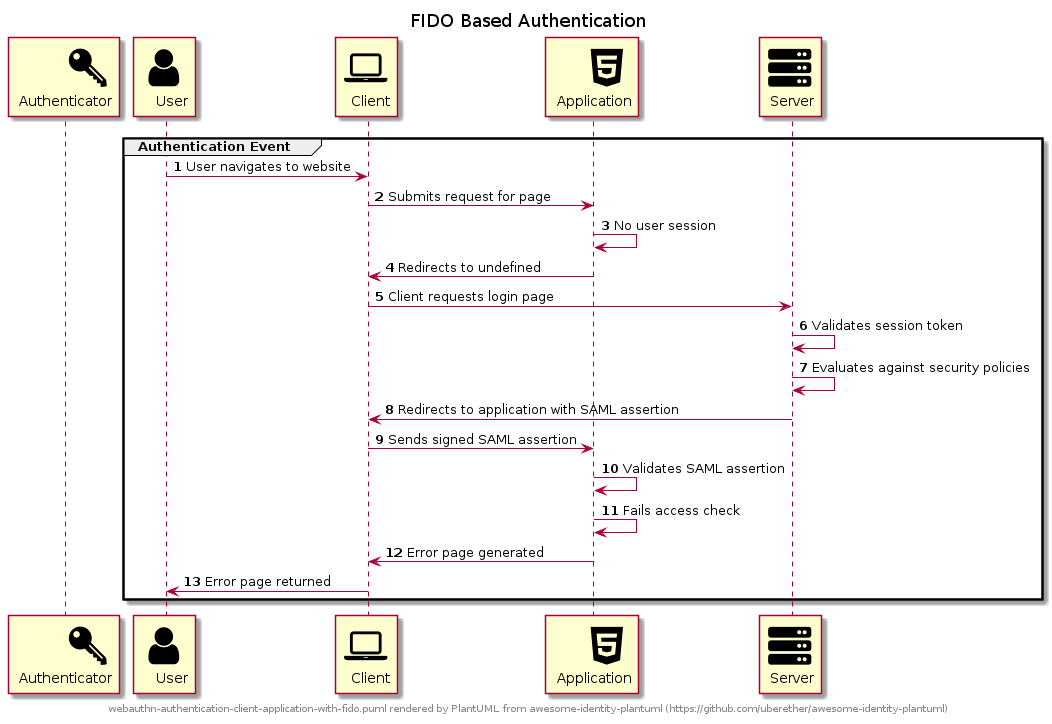 FIDO Based Authentication
Authenticator User Client Application Server
Authentication Event
1 User navigates to website
2 Submits request for page
3 No user session
4 Redirects to undefined
5 Client requests login page
6 Validates session token
7 Evaluates against security policies
8 Redirects to application with SAML assertion
9 Sends signed SAML assertion
10 Validates SAML assertion
11 Fails access check
12 Error page generated
13 Error page returned
Authenticator User Client Application Server
webauthn-authentication-client-application-with-fido.puml rendered by PlantUML from awesome-identity-plantuml (https://github.com/uberether/awesome-identity-plantuml)